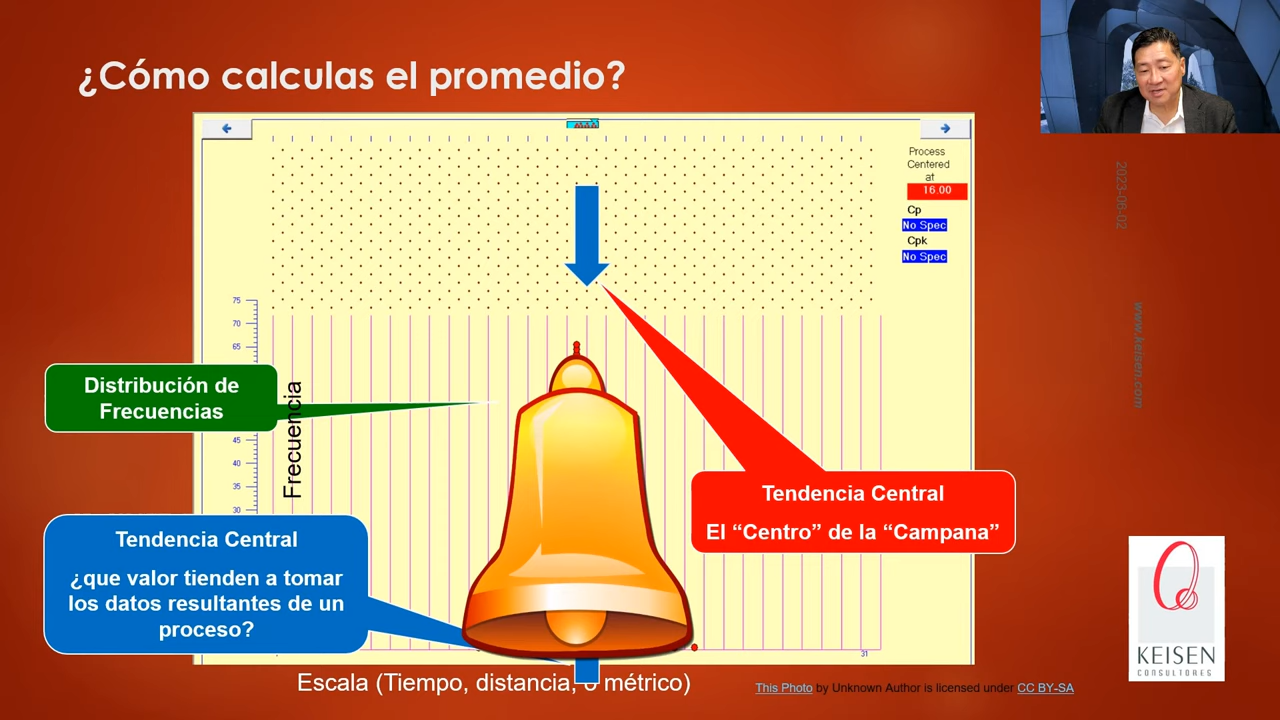 ¿Cómo calculas el promedio?
Process
Centered
at
16.00
Cp
No Spec
Cpk
No Spec
2023-06-02
www.keisen.com
75
70
65
Distribución de
Frecuencias
Frecuencia
45
40
35
30
Tendencia Central
El “Centro” de la “Campana”
Tendencia Central
¿que valor tienden a tomar
los datos resultantes de un
proceso?
31
Escala (Tiempo, distancia, o métrico)
This Photo by Unknown Author is licensed under CC BY-SA
KEISEN
CONSULTORES